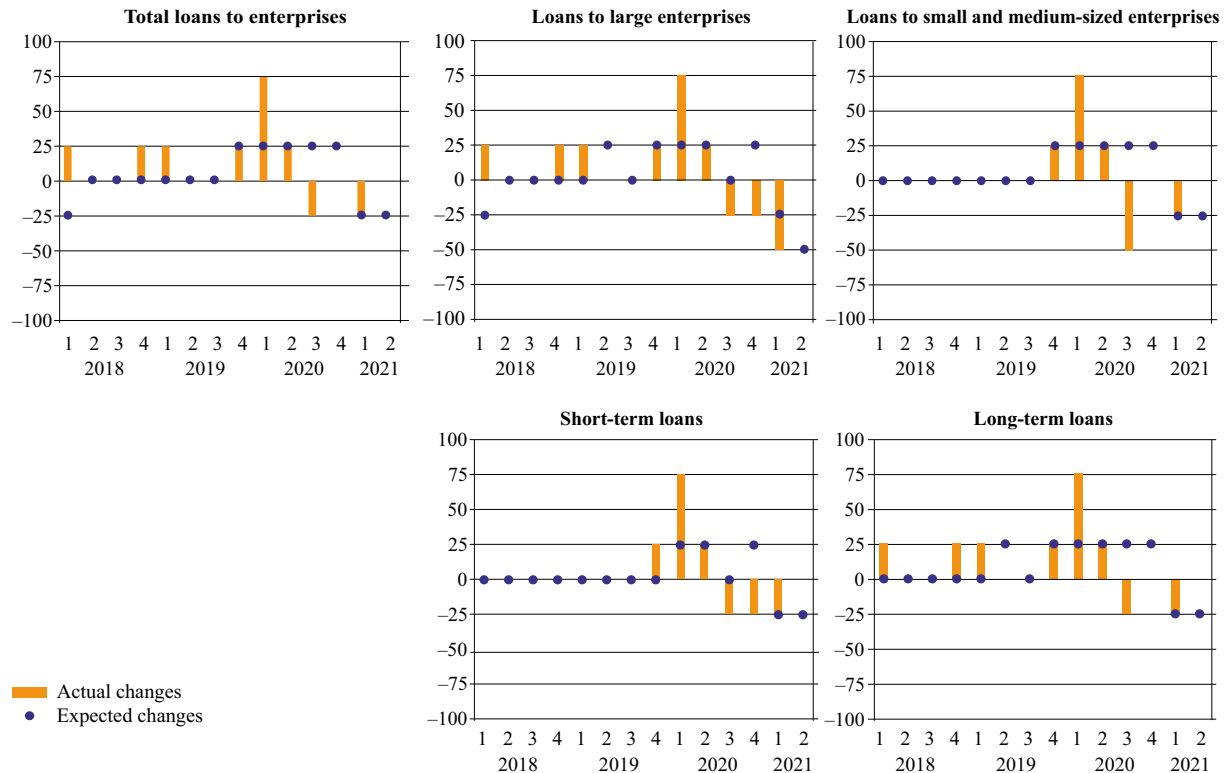 Total loans to enterprises
100
75
50
25
0
–25
–50
–75
–100
1 2 3 4 1 2 3 4 1 2 3 4 1 2
2018 2019 2020 2021
Loans to large enterprises
100
75
50
25
0
–25
–50
–75
–100
1 2 3 4 1 2 3 4 1 2 3 4 1 2
2018 2019 2020 2021
Loans to small and medium-sized enterprises
100
75
50
25
0
–25
–50
–75
–100
1 2 3 4 1 2 3 4 1 2 3 4 1 2
2018 2019 2020 2021
Short-term loans
100
75
50
25
0
–25
–50
–75
–100
1 2 3 4 1 2 3 4 1 2 3 4 1 2
2018 2019 2020 2021
Long-term loans
100
75
50
25
0
–25
–50
–75
–100
1 2 3 4 1 2 3 4 1 2 3 4 1 2
2018 2019 2020 2021
Actual changes
Expected changes